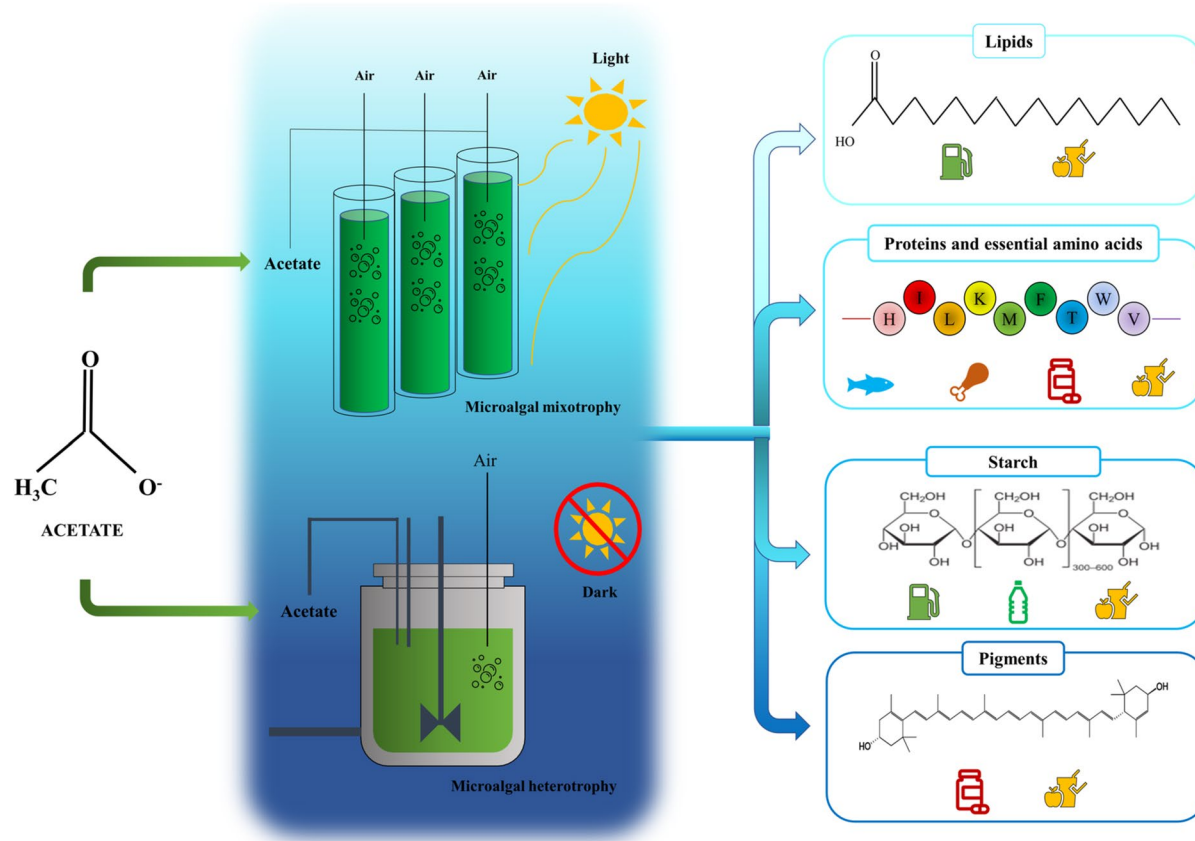 Light
Air
Air
Air
Acetate
Microalgal mixotrophy
O
H₃C
O⁻
ACETATE
Air
Acetate
Dark
Microalgal heterotrophy
Lipids
O
HO
Proteins and essential amino acids
H I L K M F T W V
Starch
CH₂OH CH₂OH CH₂OH
O O O
OH OH OH
OH O O OH
OH OH OH
300–600
Pigments
OH
HO